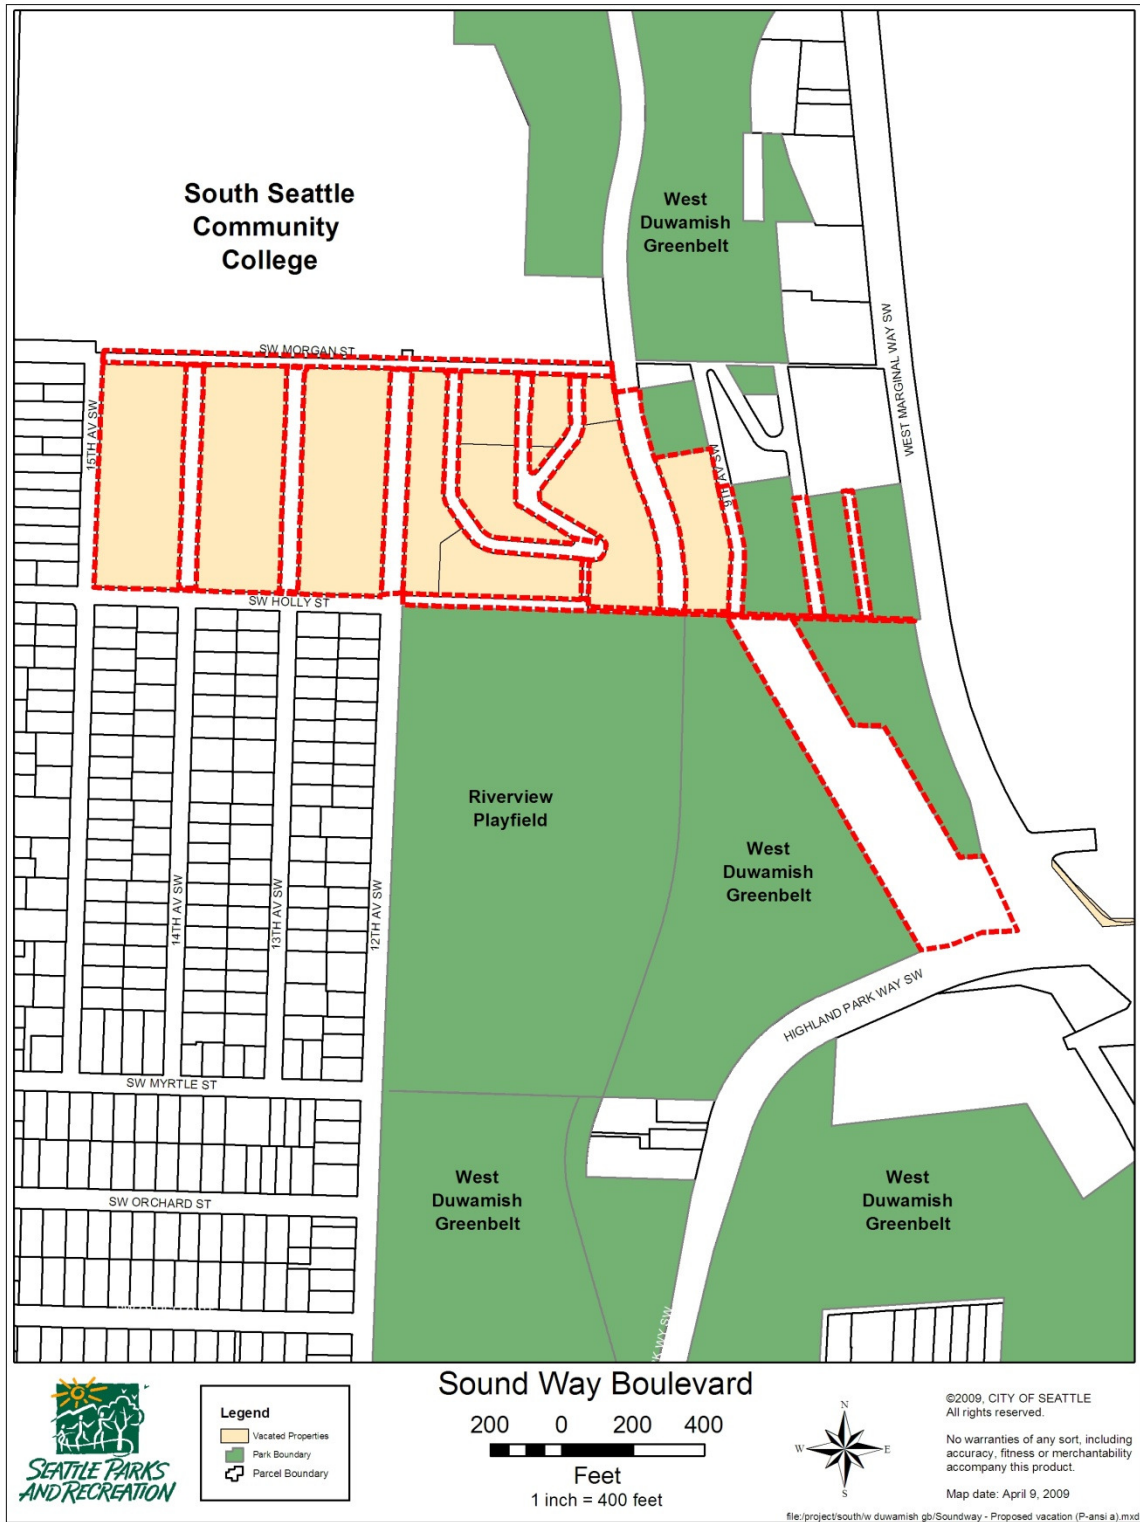 South Seattle
Community
College
West
Duwamish
Greenbelt
SW MORGAN ST
15TH AV SW
9TH AV SW
WEST MARGINAL WAY SW
SW HOLLY ST
Riverview
Playfield
West
Duwamish
Greenbelt
14TH AV SW
13TH AV SW
12TH AV SW
HIGHLAND PARK WAY SW
SW MYRTLE ST
West
Duwamish
Greenbelt
West
Duwamish
Greenbelt
SW ORCHARD ST
K WY SW
Sound Way Boulevard
200 0 200 400
Feet
1 inch = 400 feet
SEATTLE PARKS
AND RECREATION
Legend
Vacated Properties
Park Boundary
Parcel Boundary
N
W E
S
©2009, CITY OF SEATTLE
All rights reserved.
No warranties of any sort, including
accuracy, fitness or merchantability
accompany this product.
Map date: April 9, 2009
file:/project/south/w duwamish gb/Soundway - Proposed vacation (P-ansi a).mxd